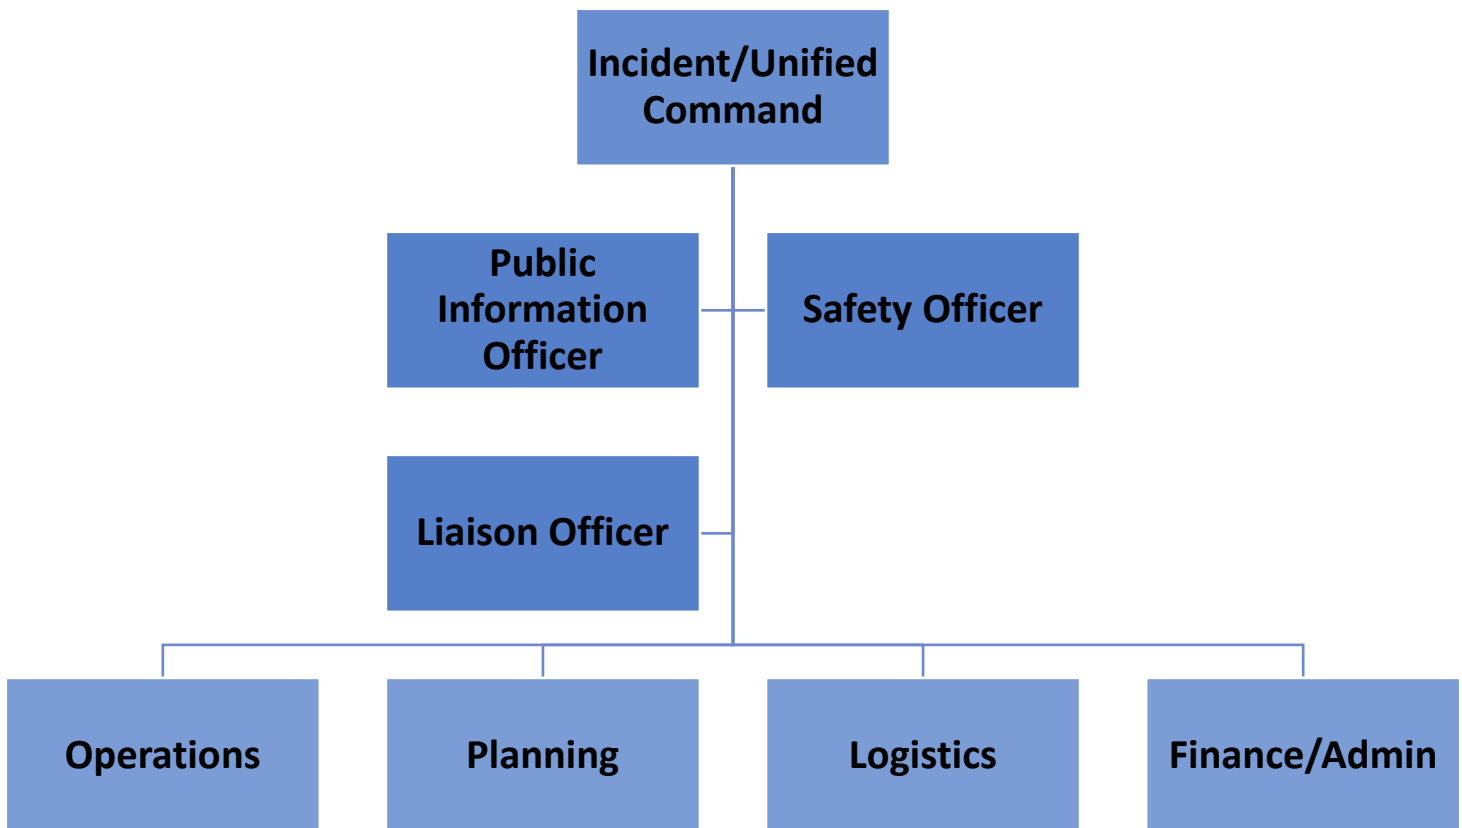 Incident/Unified
Command
Public
Information
Officer
Safety Officer
Liaison Officer
Operations
Planning
Logistics
Finance/Admin